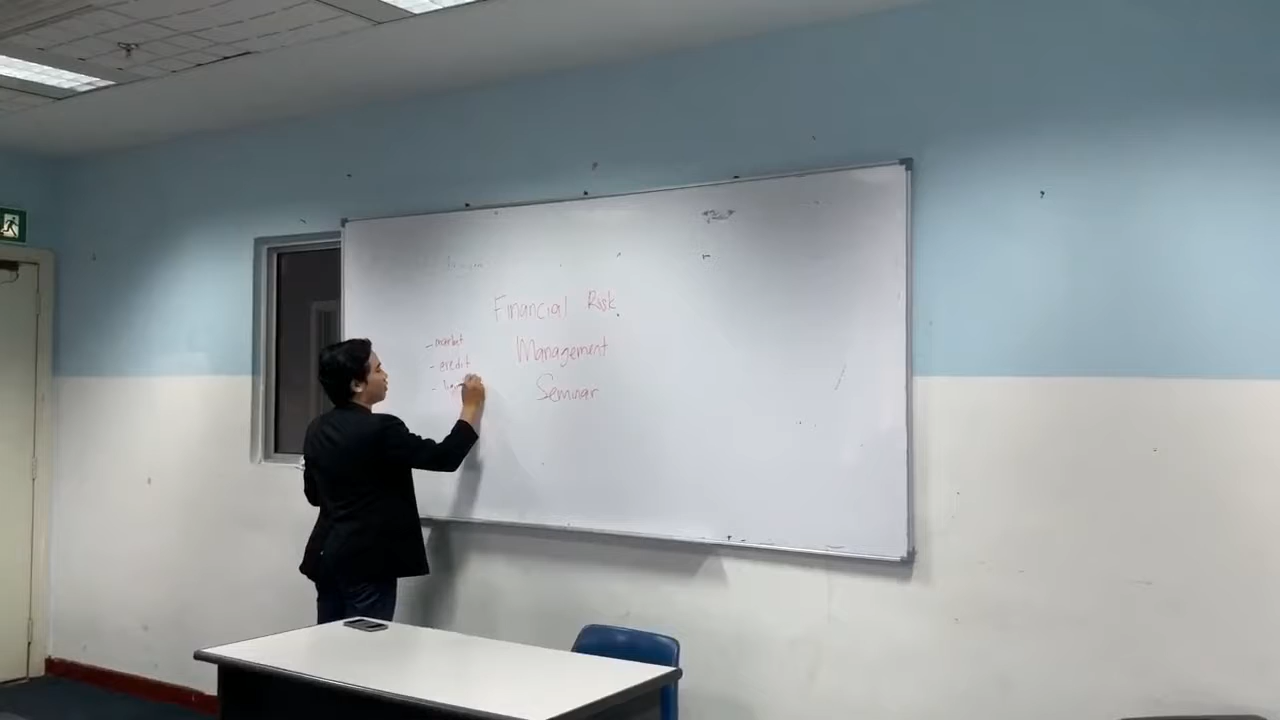 Financial Risk
Management
Seminar
- market
- credit